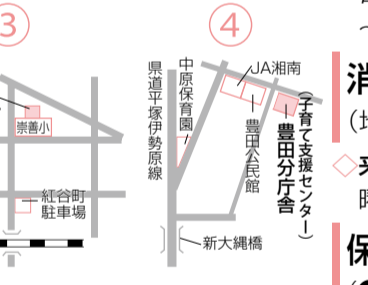 ③
崇善小
紅谷町
駐車場
④
県道平塚伊勢原線
中原保育園
JA湘南
豊田公民館
豊田分庁舎
(子育て支援センター)
新大縄橋
消
(
◇来
曜
保